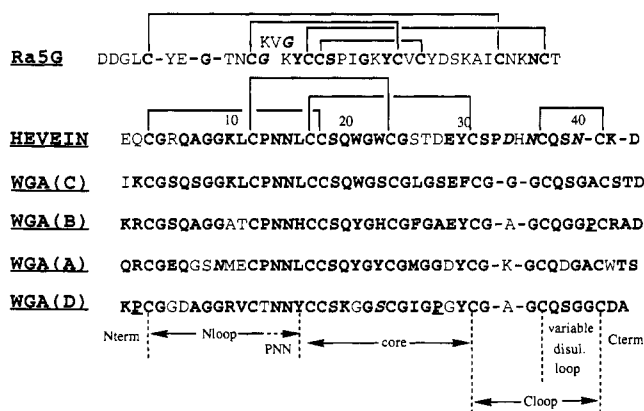 KVG
Ra5G DDGLC-YE-G-TNCG KYCCSPIGKYCVCYDSKAICNKNCT
10 20 30 40
HEVEIN EQCGRQAGGKLCPNNLCCSQWGWCGSTDEYCSPDHNCQSN-CK-D
WGA(C) IKCGSQSGGKLCPNNLCCSQWGSCGLGSEFCG-G-GCQSGACSTD
WGA(B) KRCGSQAGGATCPNNHCCSQYGHCGFGAEYCG-A-GCQGGPCRAD
WGA(A) QRCGEQGSNMECPNNLCCSQYGYCGMGGDYCG-K-GCQDGACWTS
WGA(D) KPCGGDAGGRVCTNNYCCSKGGSCGIGPGYCG-A-GCQSGGCDA
Nterm Nloop PNN core variable disul. loop Cterm
Cloop